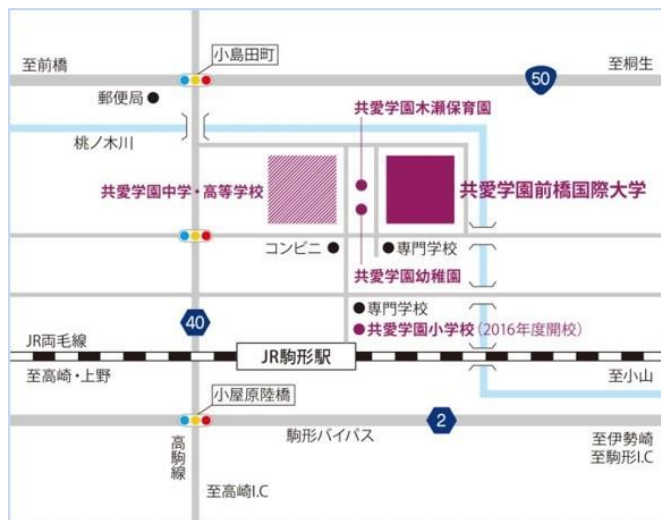 小島田町
至前橋
至桐生
50
郵便局
共愛学園木瀬保育園
桃ノ木川
共愛学園中学・高等学校
共愛学園前橋国際大学
コンビニ
専門学校
共愛学園幼稚園
専門学校
共愛学園小学校(2016年度開校)
40
JR両毛線
JR駒形駅
至高崎・上野
至小山
小屋原陸橋
2
駒形バイパス
高駒線
至伊勢崎
至駒形I.C
至高崎I.C